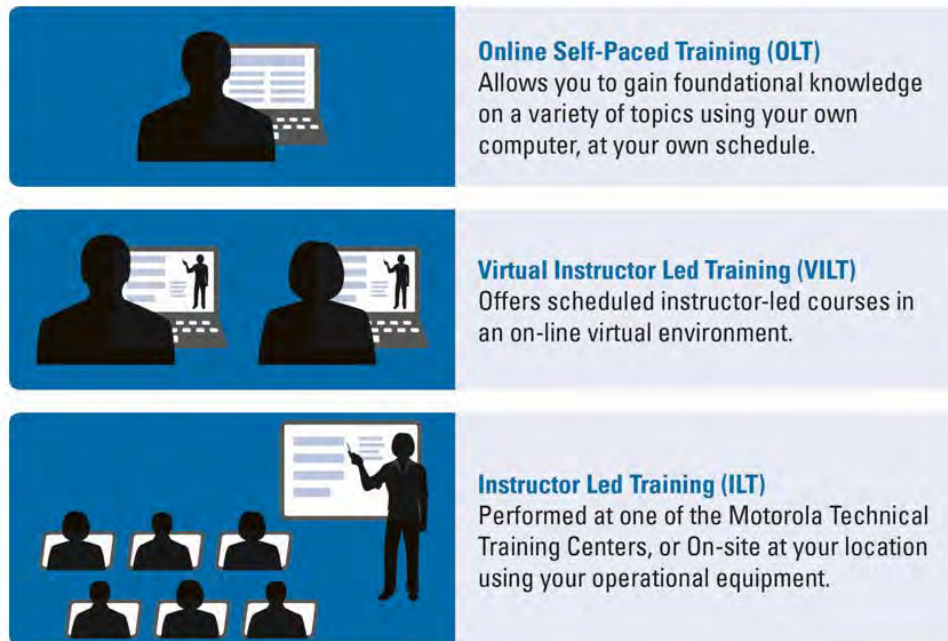 Online Self-Paced Training (OLT)
Allows you to gain foundational knowledge
on a variety of topics using your own
computer, at your own schedule.
Virtual Instructor Led Training (VILT)
Offers scheduled instructor-led courses in
an on-line virtual environment.
Instructor Led Training (ILT)
Performed at one of the Motorola Technical
Training Centers, or On-site at your location
using your operational equipment.